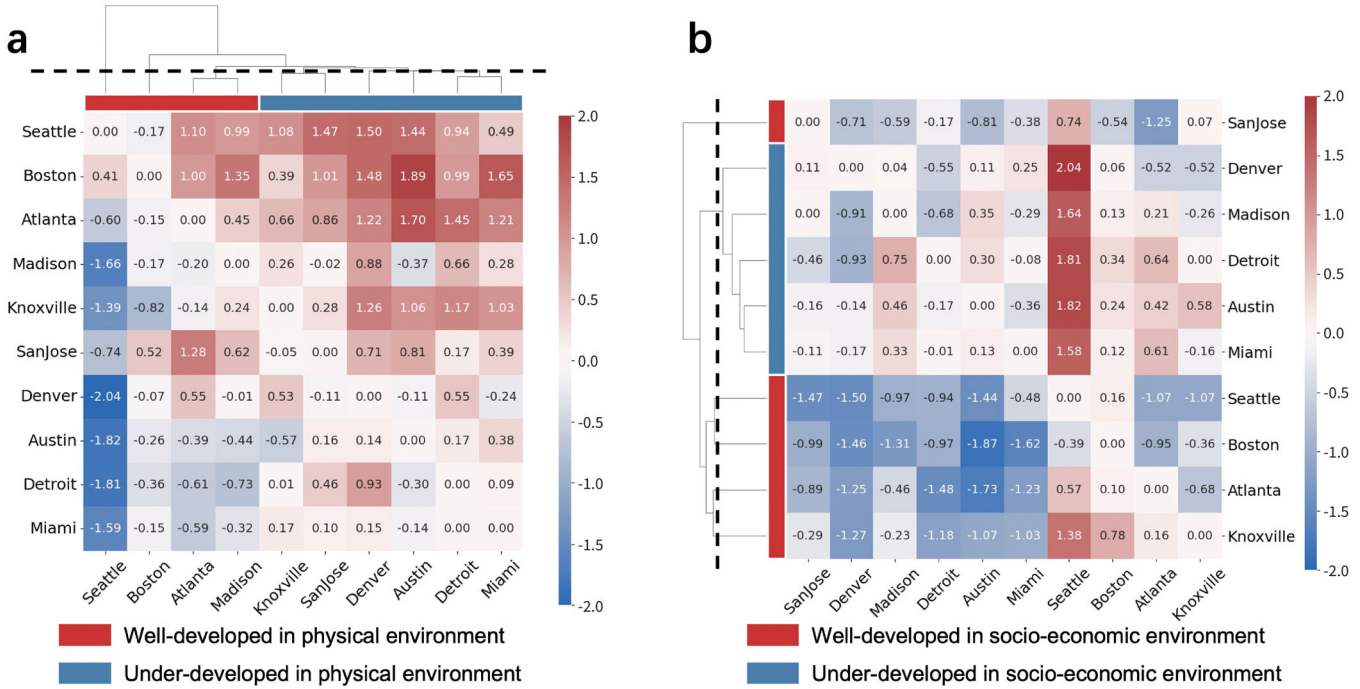 a
Seattle 0.00 -0.17 1.10 0.99 1.08 1.47 1.50 1.44 0.94 0.49
Boston 0.41 0.00 1.00 1.35 0.39 1.01 1.48 1.89 0.99 1.65
Atlanta -0.60 -0.15 0.00 0.45 0.66 0.86 1.22 1.70 1.45 1.21
Madison -1.66 -0.17 -0.20 0.00 0.26 -0.02 0.88 -0.37 0.66 0.28
Knoxville -1.39 -0.82 -0.14 0.24 0.00 0.28 1.26 1.06 1.17 1.03
SanJose -0.74 0.52 1.28 0.62 -0.05 0.00 0.71 0.81 0.17 0.39
Denver -2.04 -0.07 0.55 -0.01 0.53 -0.11 0.00 -0.11 0.55 -0.24
Austin -1.82 -0.26 -0.39 -0.44 -0.57 0.16 0.14 0.00 0.17 0.38
Detroit -1.81 -0.36 -0.61 -0.73 0.01 0.46 0.93 -0.30 0.00 0.09
Miami -1.59 -0.15 -0.59 -0.32 0.17 0.10 0.15 -0.14 0.00 0.00
Seattle Boston Atlanta Madison Knoxville SanJose Denver Austin Detroit Miami
2.0
1.5
1.0
0.5
0.0
-0.5
-1.0
-1.5
-2.0
Well-developed in physical environment
Under-developed in physical environment
b
0.00 -0.71 -0.59 -0.17 -0.81 -0.38 0.74 -0.54 -1.25 0.07 SanJose
0.11 0.00 0.04 -0.55 0.11 0.25 2.04 0.06 -0.52 -0.52 Denver
0.00 -0.91 0.00 -0.68 0.35 -0.29 1.64 0.13 0.21 -0.26 Madison
-0.46 -0.93 0.75 0.00 0.30 -0.08 1.81 0.34 0.64 0.00 Detroit
-0.16 -0.14 0.46 -0.17 0.00 -0.36 1.82 0.24 0.42 0.58 Austin
-0.11 -0.17 0.33 -0.01 0.13 0.00 1.58 0.12 0.61 -0.16 Miami
-1.47 -1.50 -0.97 -0.94 -1.44 -0.48 0.00 0.16 -1.07 -1.07 Seattle
-0.99 -1.46 -1.31 -0.97 -1.87 -1.62 -0.39 0.00 -0.95 -0.36 Boston
-0.89 -1.25 -0.46 -1.48 -1.73 -1.23 0.57 0.10 0.00 -0.68 Atlanta
-0.29 -1.27 -0.23 -1.18 -1.07 -1.03 1.38 0.78 0.16 0.00 Knoxville
SanJose Denver Madison Detroit Austin Miami Seattle Boston Atlanta Knoxville
2.0
1.5
1.0
0.5
0.0
-0.5
-1.0
-1.5
-2.0
Well-developed in socio-economic environment
Under-developed in socio-economic environment